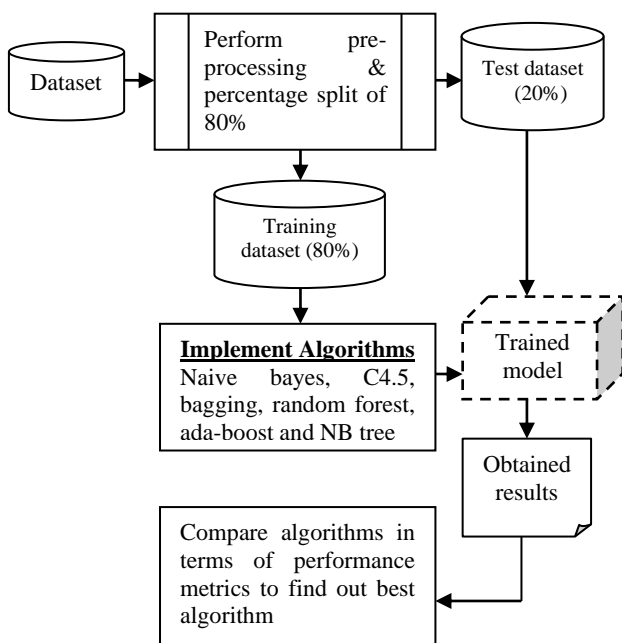 Dataset
Perform pre-
processing &
percentage split of
80%
Test dataset
(20%)
Training
dataset (80%)
Implement Algorithms
Naive bayes, C4.5,
bagging, random forest,
ada-boost and NB tree
Trained
model
Obtained
results
Compare algorithms in
terms of performance
metrics to find out best
algorithm